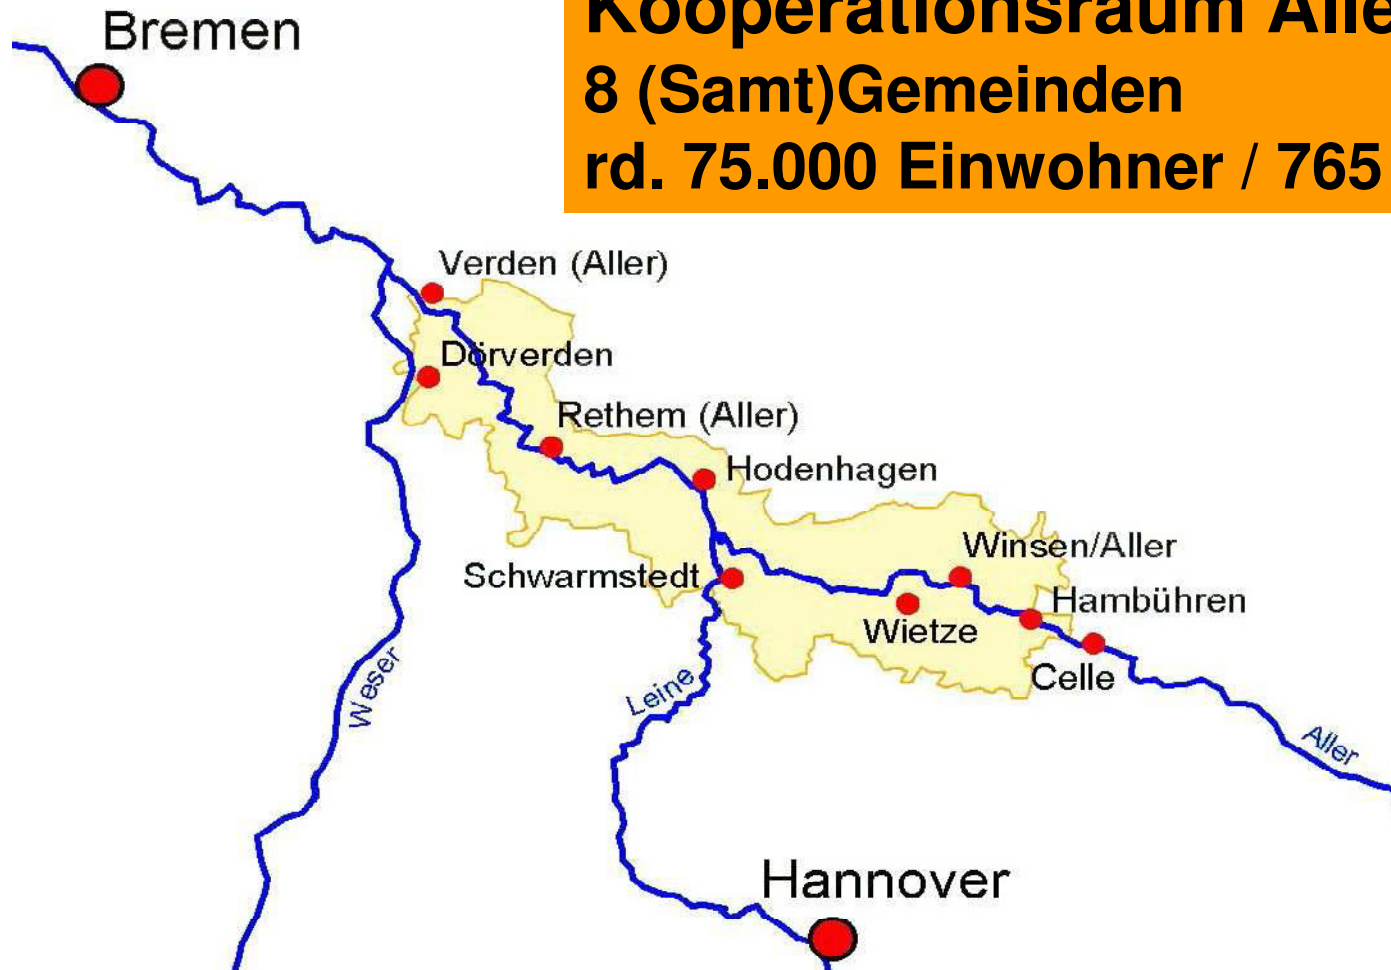 Kooperationsraum Alle
8 (Samt)Gemeinden
rd. 75.000 Einwohner / 765
Bremen
Verden (Aller)
Dörverden
Rethem (Aller)
Hodenhagen
Winsen/Aller
Schwarmstedt
Hambühren
Wietze
Celle
Weser
Leine
Aller
Hannover